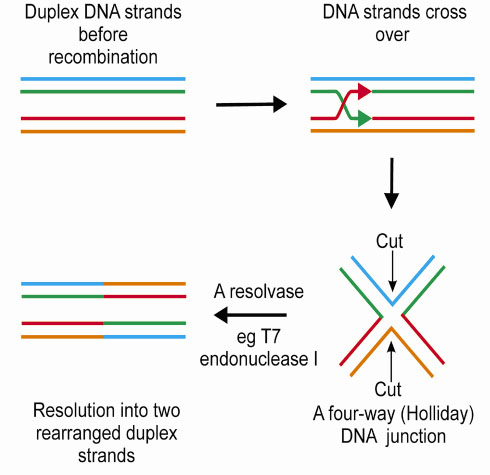 Duplex DNA strands
before
recombination
DNA strands cross
over
Cut
Cut
A four-way (Holliday)
DNA junction
A resolvase
eg T7
endonuclease I
Resolution into two
rearranged duplex
strands